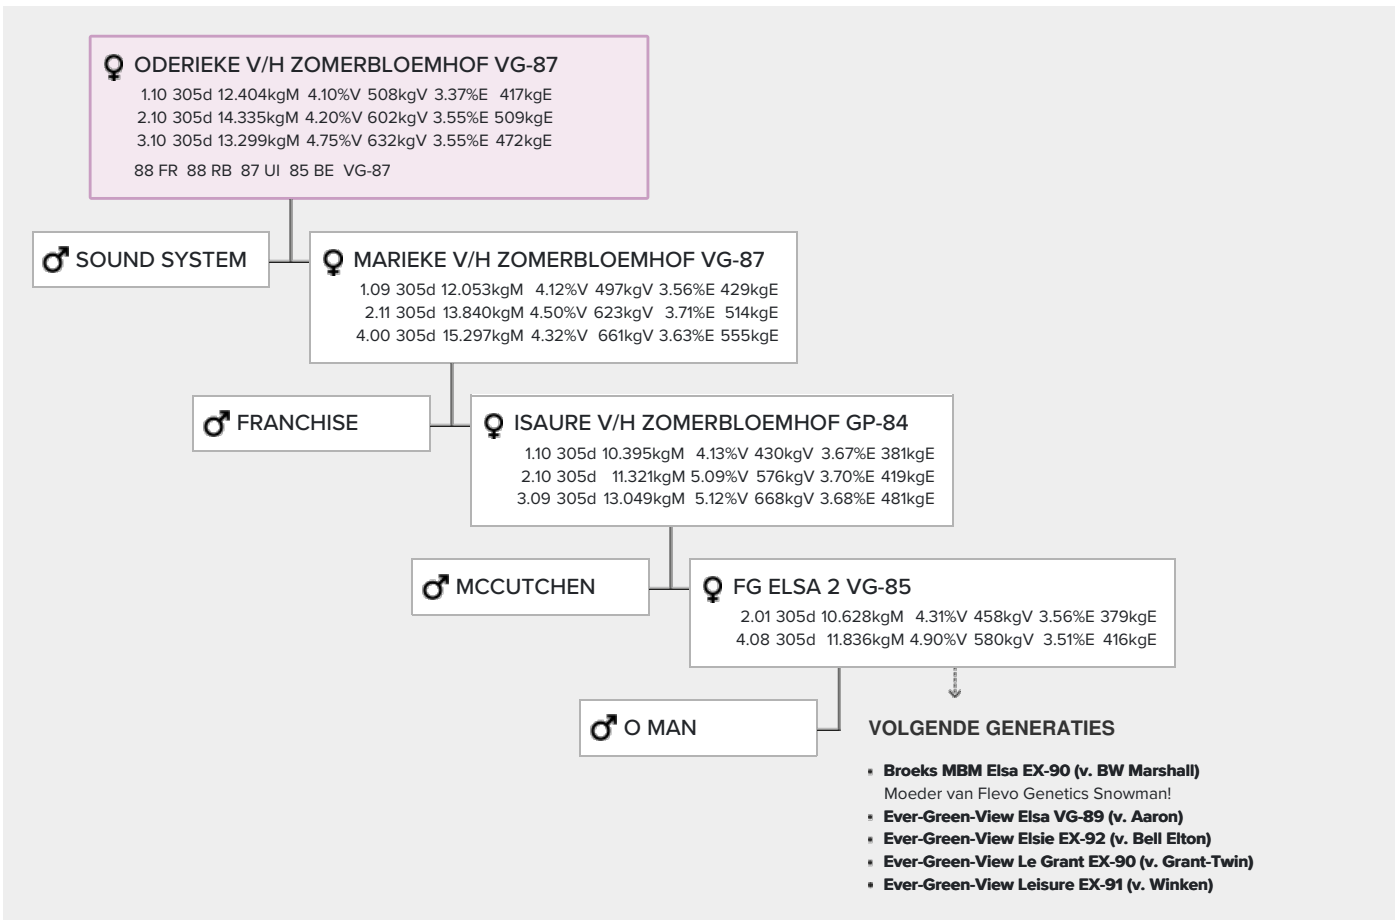 ODERIEKE V/H ZOMERBLOEMHOF VG-87
1.10 305d 12.404kgM 4.10%V 508kgV 3.37%E 417kgE
2.10 305d 14.335kgM 4.20%V 602kgV 3.55%E 509kgE
3.10 305d 13.299kgM 4.75%V 632kgV 3.55%E 472kgE
88 FR 88 RB 87 UI 85 BE VG-87
SOUND SYSTEM
MARIEKE V/H ZOMERBLOEMHOF VG-87
1.09 305d 12.053kgM 4.12%V 497kgV 3.56%E 429kgE
2.11 305d 13.840kgM 4.50%V 623kgV 3.71%E 514kgE
4.00 305d 15.297kgM 4.32%V 661kgV 3.63%E 555kgE
FRANCHISE
ISAURE V/H ZOMERBLOEMHOF GP-84
1.10 305d 10.395kgM 4.13%V 430kgV 3.67%E 381kgE
2.10 305d 11.321kgM 5.09%V 576kgV 3.70%E 419kgE
3.09 305d 13.049kgM 5.12%V 668kgV 3.68%E 481kgE
MCCUTCHEN
FG ELSA 2 VG-85
2.01 305d 10.628kgM 4.31%V 458kgV 3.56%E 379kgE
4.08 305d 11.836kgM 4.90%V 580kgV 3.51%E 416kgE
O MAN
VOLGENDE GENERATIES
▪ Broeks MBM Elsa EX-90 (v. BW Marshall)
Moeder van Flevo Genetics Snowman!
▪ Ever-Green-View Elsa VG-89 (v. Aaron)
▪ Ever-Green-View Elsie EX-92 (v. Bell Elton)
▪ Ever-Green-View Le Grant EX-90 (v. Grant-Twin)
▪ Ever-Green-View Leisure EX-91 (v. Winken)